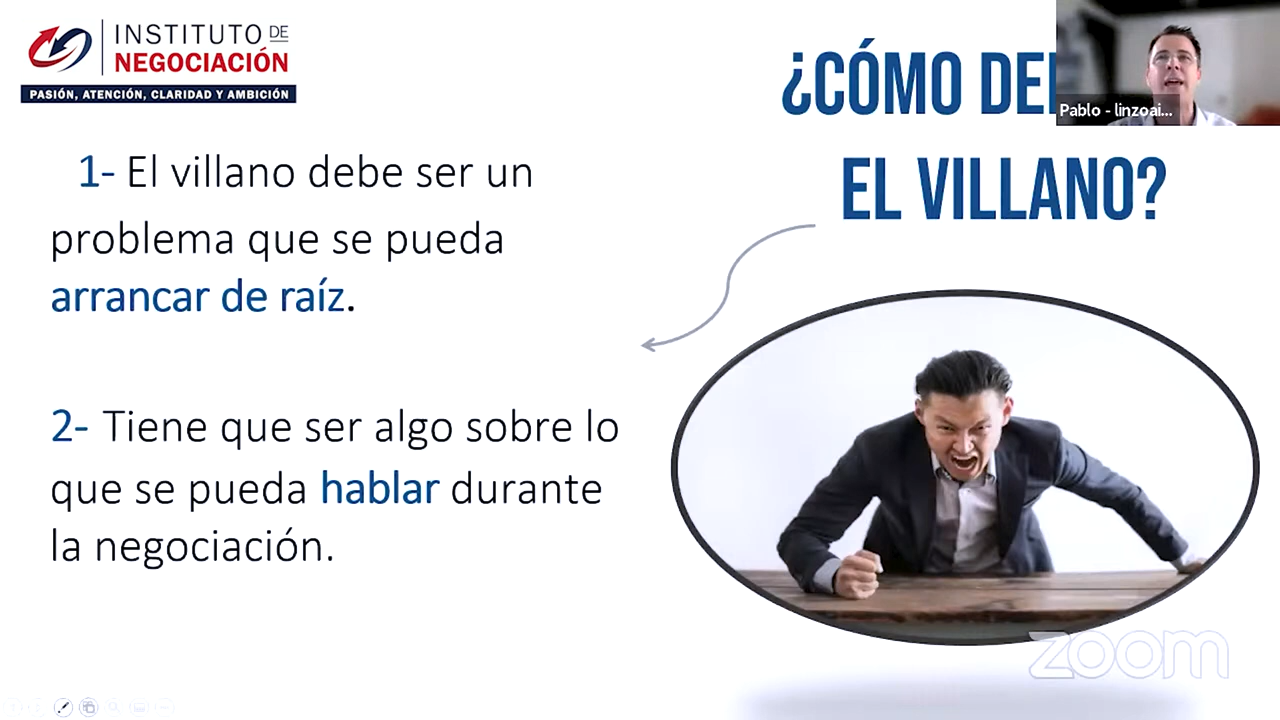 INSTITUTO DE
NEGOCIACIÓN
PASIÓN, ATENCIÓN, CLARIDAD Y AMBICIÓN
¿CÓMO
EL VILLANO?
Pablo - linzoai...
1- El villano debe ser un
problema que se pueda
arrancar de raíz.
2- Tiene que ser algo sobre lo
que se pueda hablar durante
la negociación.
zoom